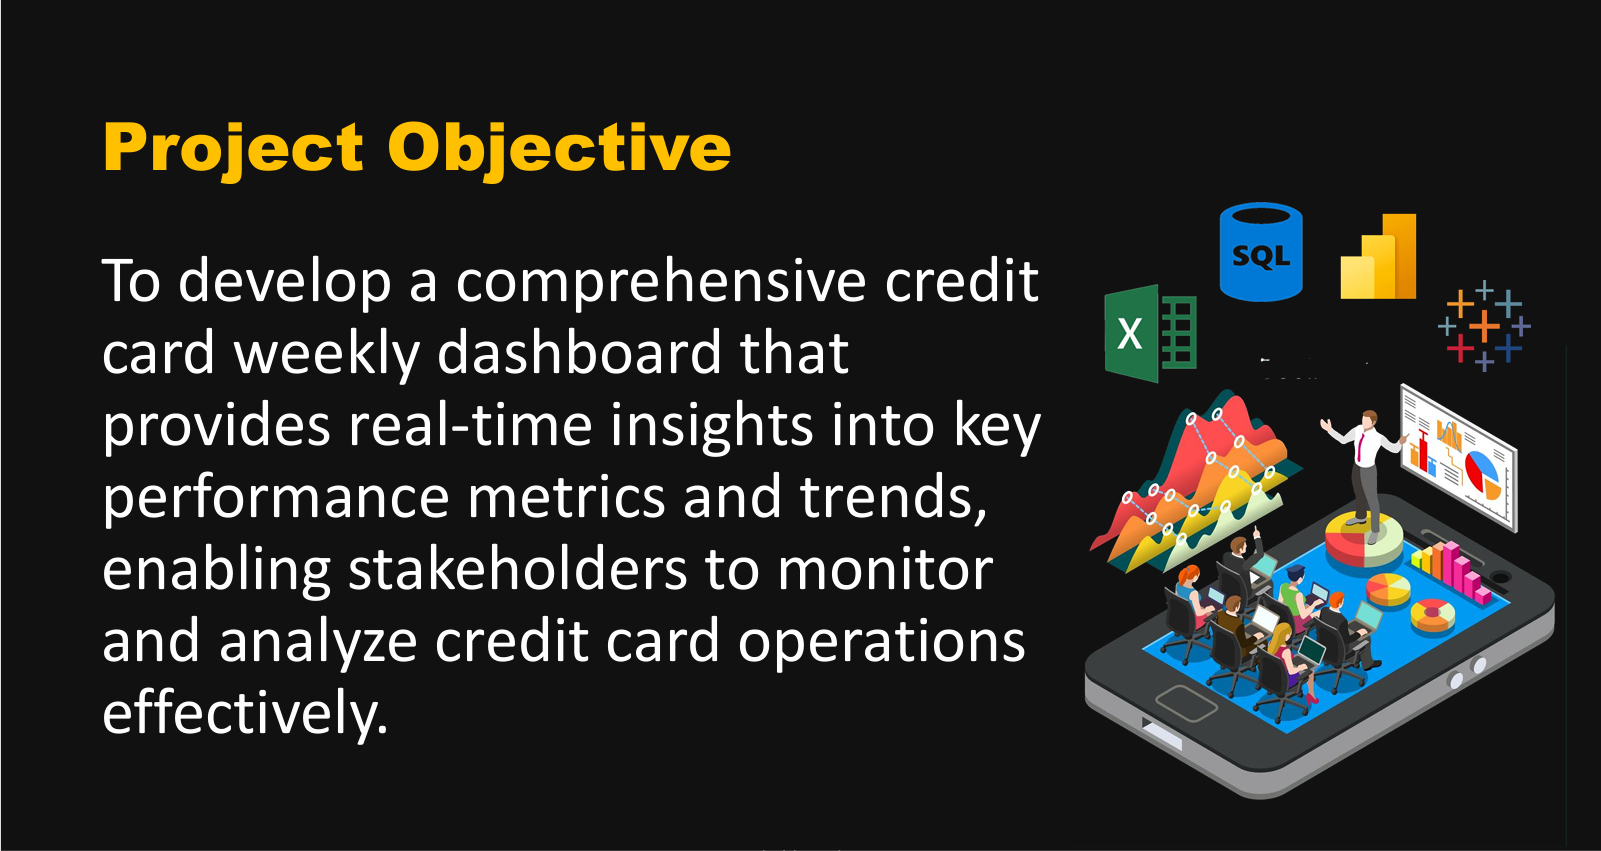 Project Objective
To develop a comprehensive credit
card weekly dashboard that
provides real-time insights into key
performance metrics and trends,
enabling stakeholders to monitor
and analyze credit card operations
effectively.
SQL
X